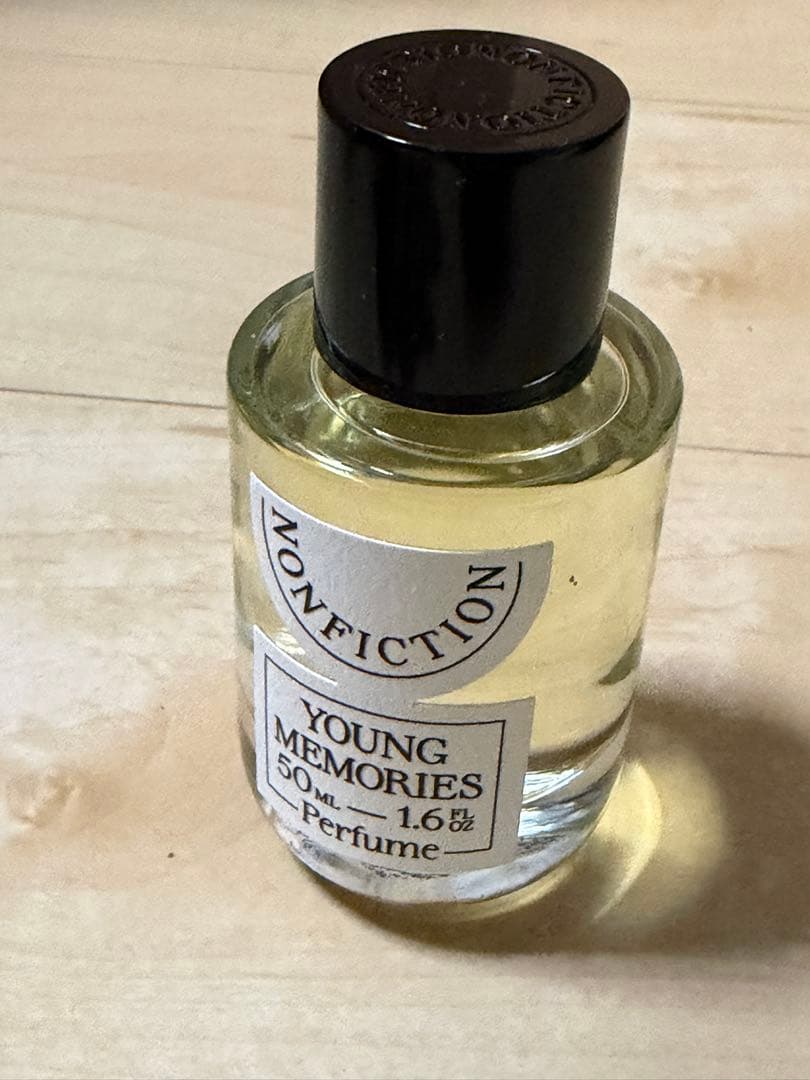 NONFICTION
YOUNG
MEMORIES
50 ML — 1.6 FL OZ
Perfume